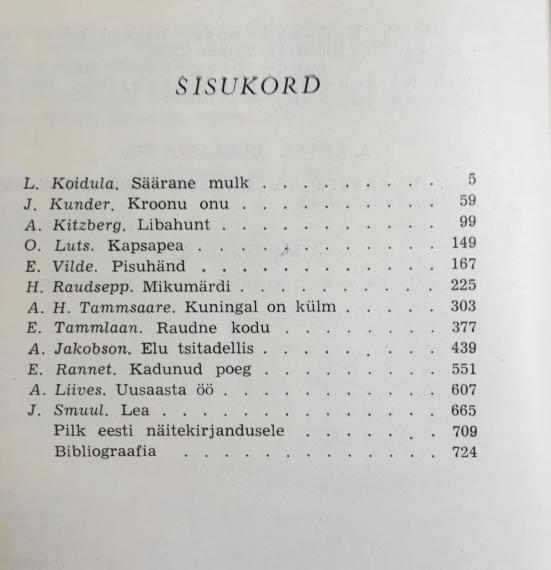 SISUKORD
L. Koidula. Säärane mulk . . . . . . . . 5
J. Kunder. Kroonu onu . . . . . . . . . 59
A. Kitzberg. Libahunt . . . . . . . . . 99
O. Luts. Kapsapea . . . . . . . . . . . 149
E. Vilde. Pisuhänd . . . . . . . . . . . 167
H. Raudsepp. Mikumärdi . . . . . . . . 225
A. H. Tammsaare. Kuningal on külm . . . . . 303
E. Tammlaan. Raudne kodu . . . . . . . 377
A. Jakobson. Elu tsitadellis . . . . . . . . 439
E. Rannet. Kadunud poeg . . . . . . . . 551
A. Liives. Uusaasta öö . . . . . . . . . . 607
J. Smuul. Lea . . . . . . . . . . . . . 665
Pilk eesti näitekirjandusele . . . . . . 709
Bibliograafia . . . . . . . . . . . . 724